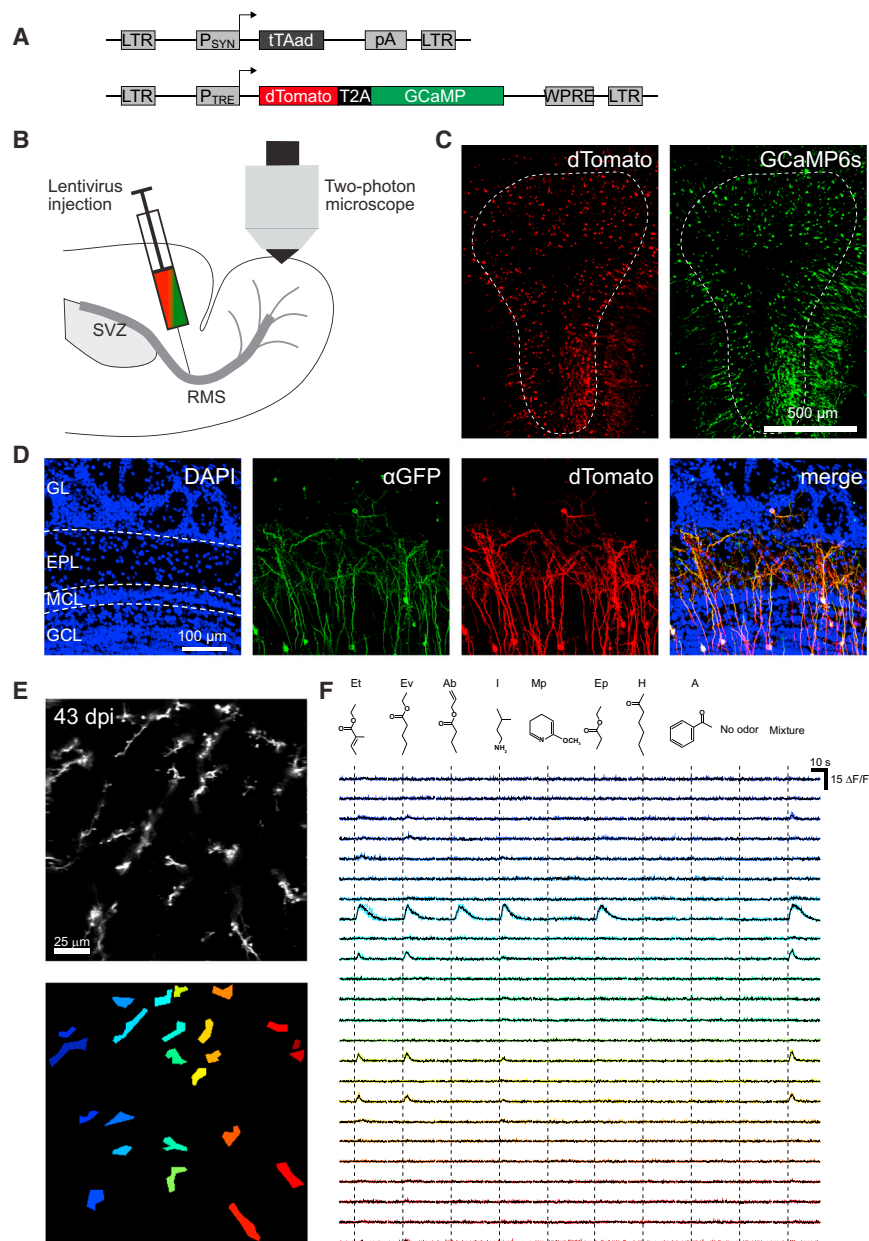 A
LTR PSYN tTAad pA LTR
LTR PTRE dTomato T2A GCaMP WPRE LTR
B
Lentivirus injection
Two-photon microscope
SVZ
RMS
C
dTomato
GCaMP6s
500 µm
D
DAPI
GL
EPL
MCL
GCL
100 µm
αGFP
dTomato
merge
E
43 dpi
25 µm
F
Et Ev Ab I Mp Ep H A
O O O O O O O O
NH2
N OCH3
No odor Mixture
10 s
15 ΔF/F